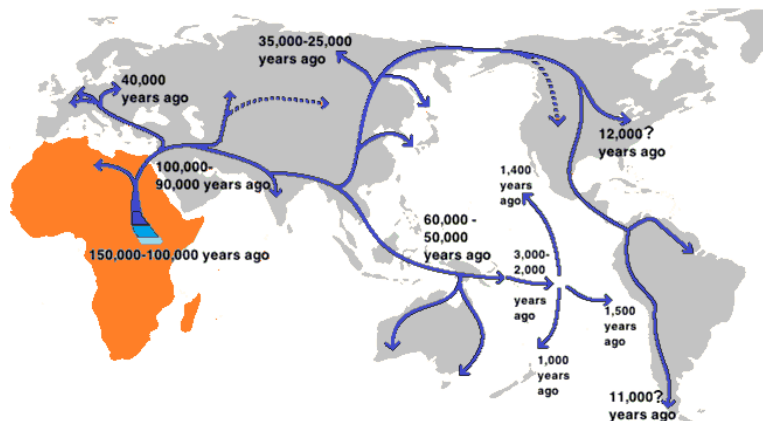 35,000-25,000
years ago
40,000
years ago
12,000?
years ago
100,000-
90,000 years ago
1,400
years
ago
60,000 -
50,000
years ago
150,000-100,000 years ago
3,000-
2,000
years
ago
1,500
years
ago
1,000
years
ago
11,000?
years ago